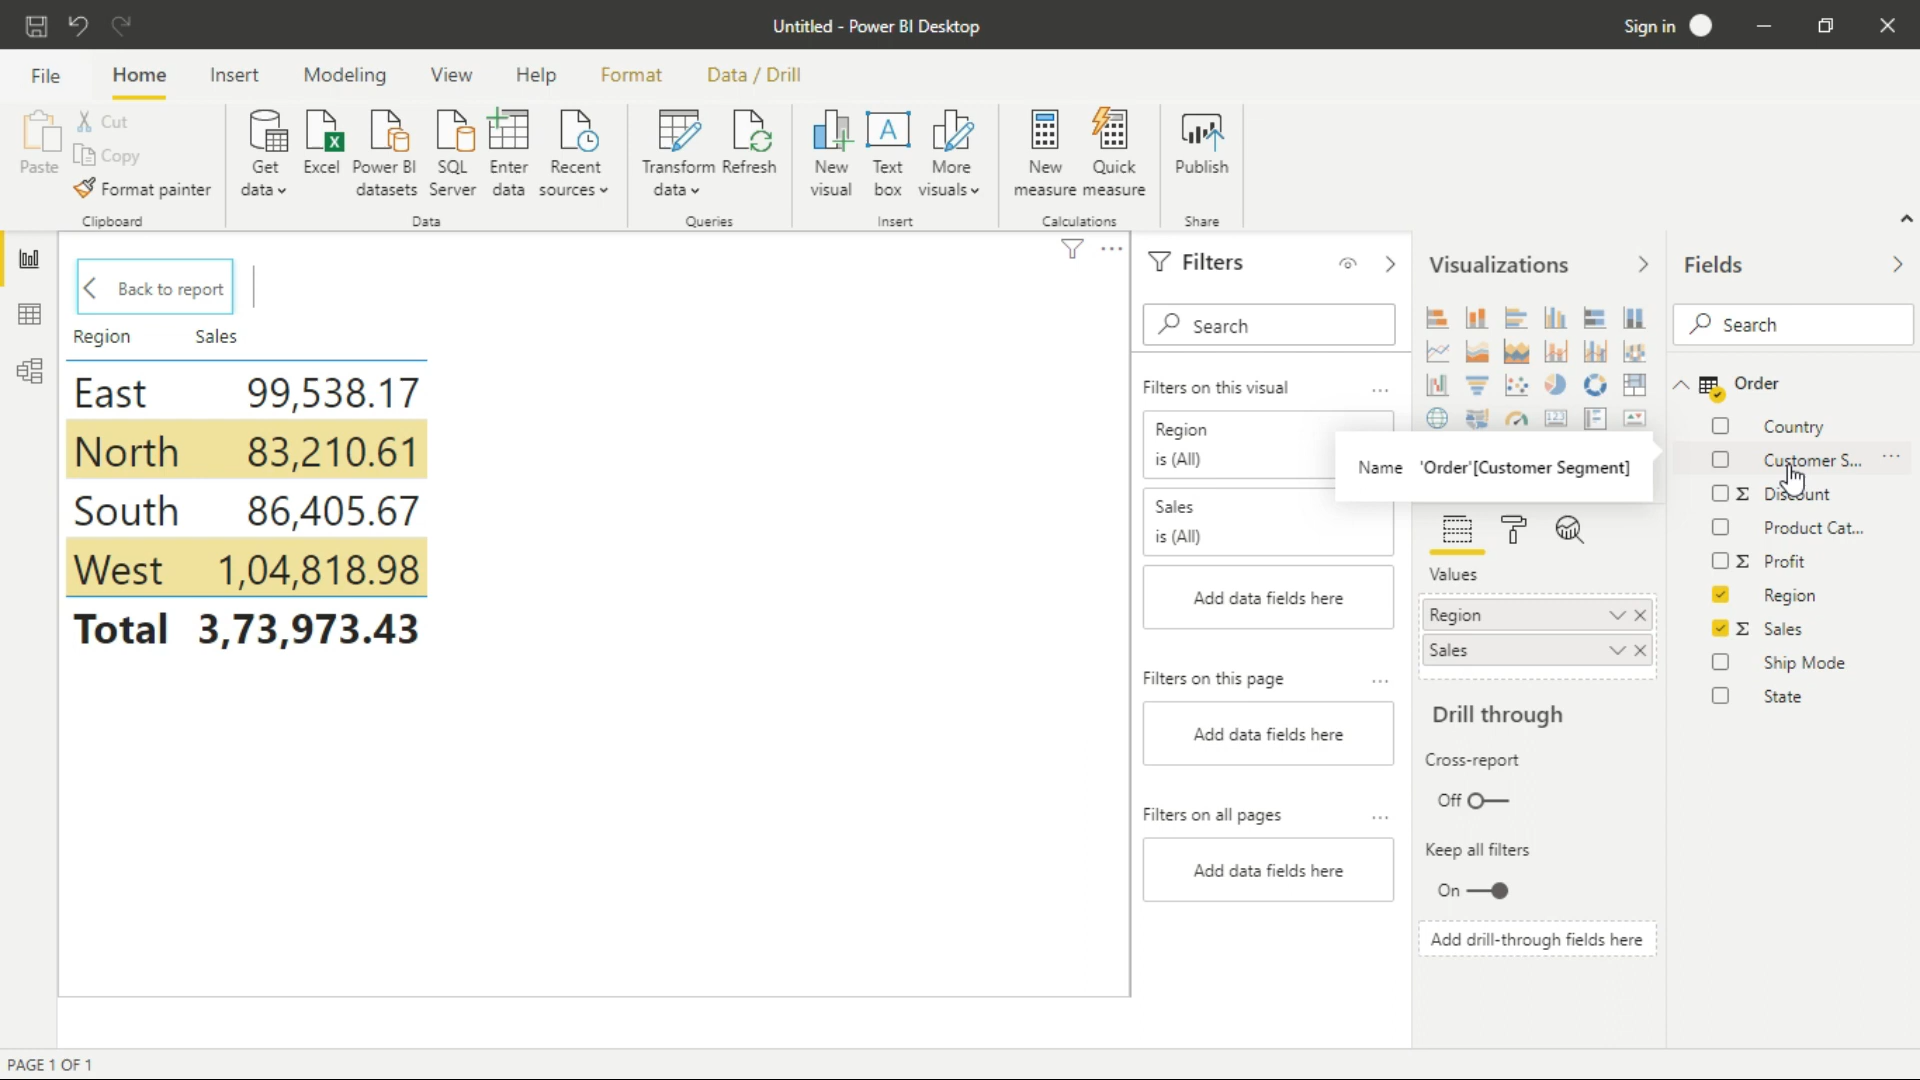 Untitled - Power BI Desktop
Sign in
File
Home
Insert
Modeling
View
Help
Format
Data / Drill
Paste
Cut
Copy
Format painter
Clipboard
Get data
Excel
Power BI datasets
SQL Server
Enter data
Recent sources
Data
Transform data
Refresh
Queries
New visual
Text box
More visuals
Insert
New measure
Quick measure
Calculations
Publish
Share
Back to report
Region Sales
East 99,538.17
North 83,210.61
South 86,405.67
West 1,04,818.98
Total 3,73,973.43
Filters
Search
Filters on this visual
Region
is (All)
Sales
is (All)
Add data fields here
Filters on this page
Add data fields here
Filters on all pages
Add data fields here
Visualizations
Name 'Order'[Customer Segment]
Values
Region
Sales
Drill through
Cross-report
Off
Keep all filters
On
Add drill-through fields here
Fields
Search
Order
Country
Customer S...
Discount
Product Cat...
Σ Profit
Region
Σ Sales
Ship Mode
State
PAGE 1 OF 1